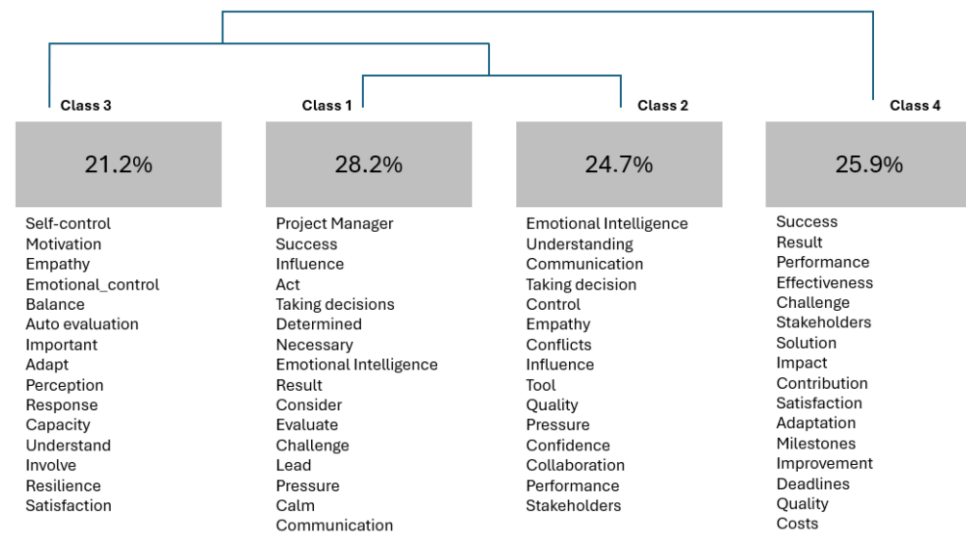 Class 3
Class 1
Class 2
Class 4
21.2%
28.2%
24.7%
25.9%
Self-control
Motivation
Empathy
Emotional_control
Balance
Auto evaluation
Important
Adapt
Perception
Response
Capacity
Understand
Involve
Resilience
Satisfaction
Project Manager
Success
Influence
Act
Taking decisions
Determined
Necessary
Emotional Intelligence
Result
Consider
Evaluate
Challenge
Lead
Pressure
Calm
Communication
Emotional Intelligence
Understanding
Communication
Taking decision
Control
Empathy
Conflicts
Influence
Tool
Quality
Pressure
Confidence
Collaboration
Performance
Stakeholders
Success
Result
Performance
Effectiveness
Challenge
Stakeholders
Solution
Impact
Contribution
Satisfaction
Adaptation
Milestones
Improvement
Deadlines
Quality
Costs